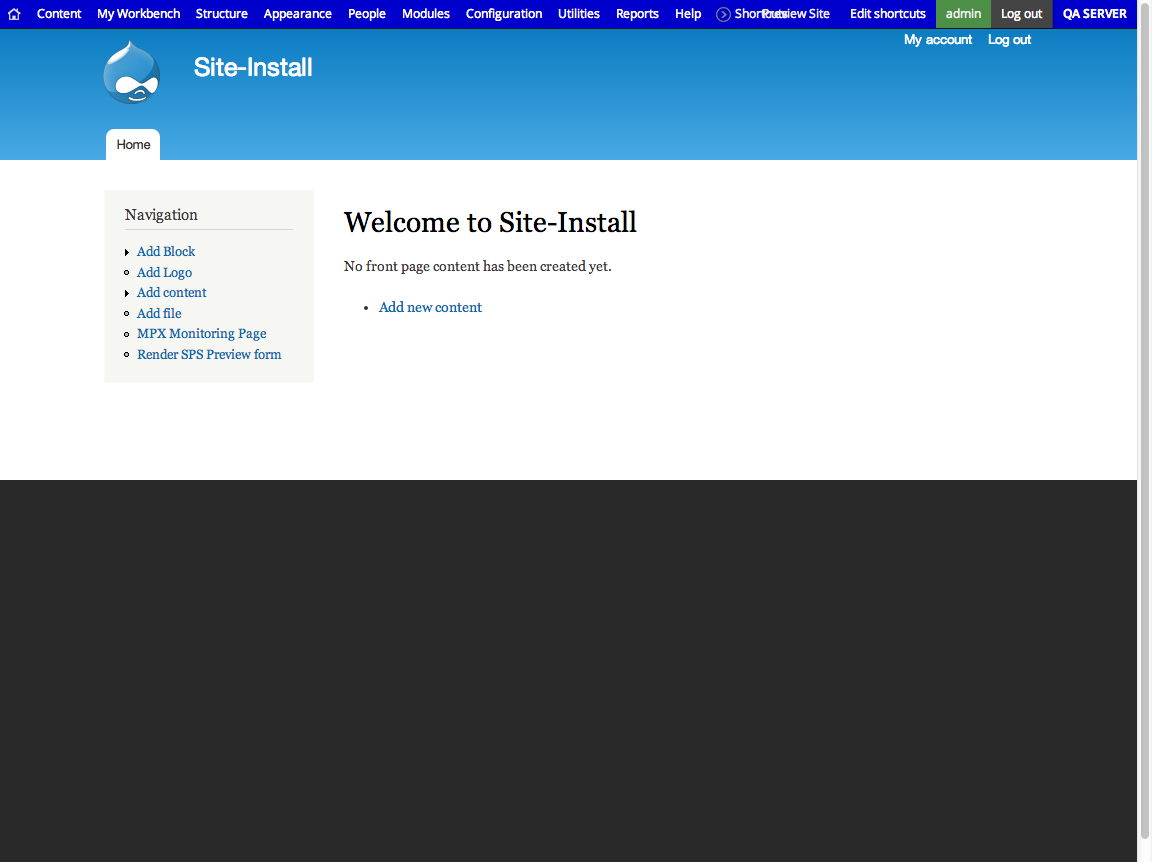 Content My Workbench Structure Appearance People Modules Configuration Utilities Reports Help Shortcuts Preview Site Edit shortcuts admin Log out QA SERVER
My account Log out
Site-Install
Home
Navigation
Add Block
Add Logo
Add content
Add file
MPX Monitoring Page
Render SPS Preview form
Welcome to Site-Install
No front page content has been created yet.
Add new content